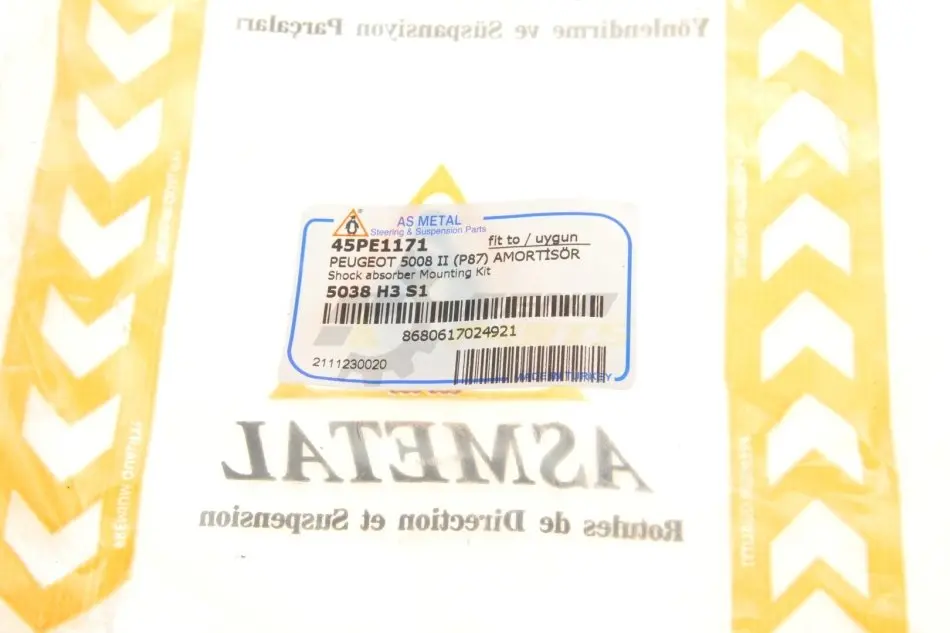 Yönlendirme ve Süspansiyon Parçaları
AS METAL
Steering & Suspension Parts
45PE1171 fit to / uygun
PEUGEOT 5008 II (P87) AMORTİSÖR
Shock absorber Mounting Kit
5038 H3 S1
8680617024921
2111230020
MADE IN TURKEY
ASMETAL
Rotules de Direction et Suspension